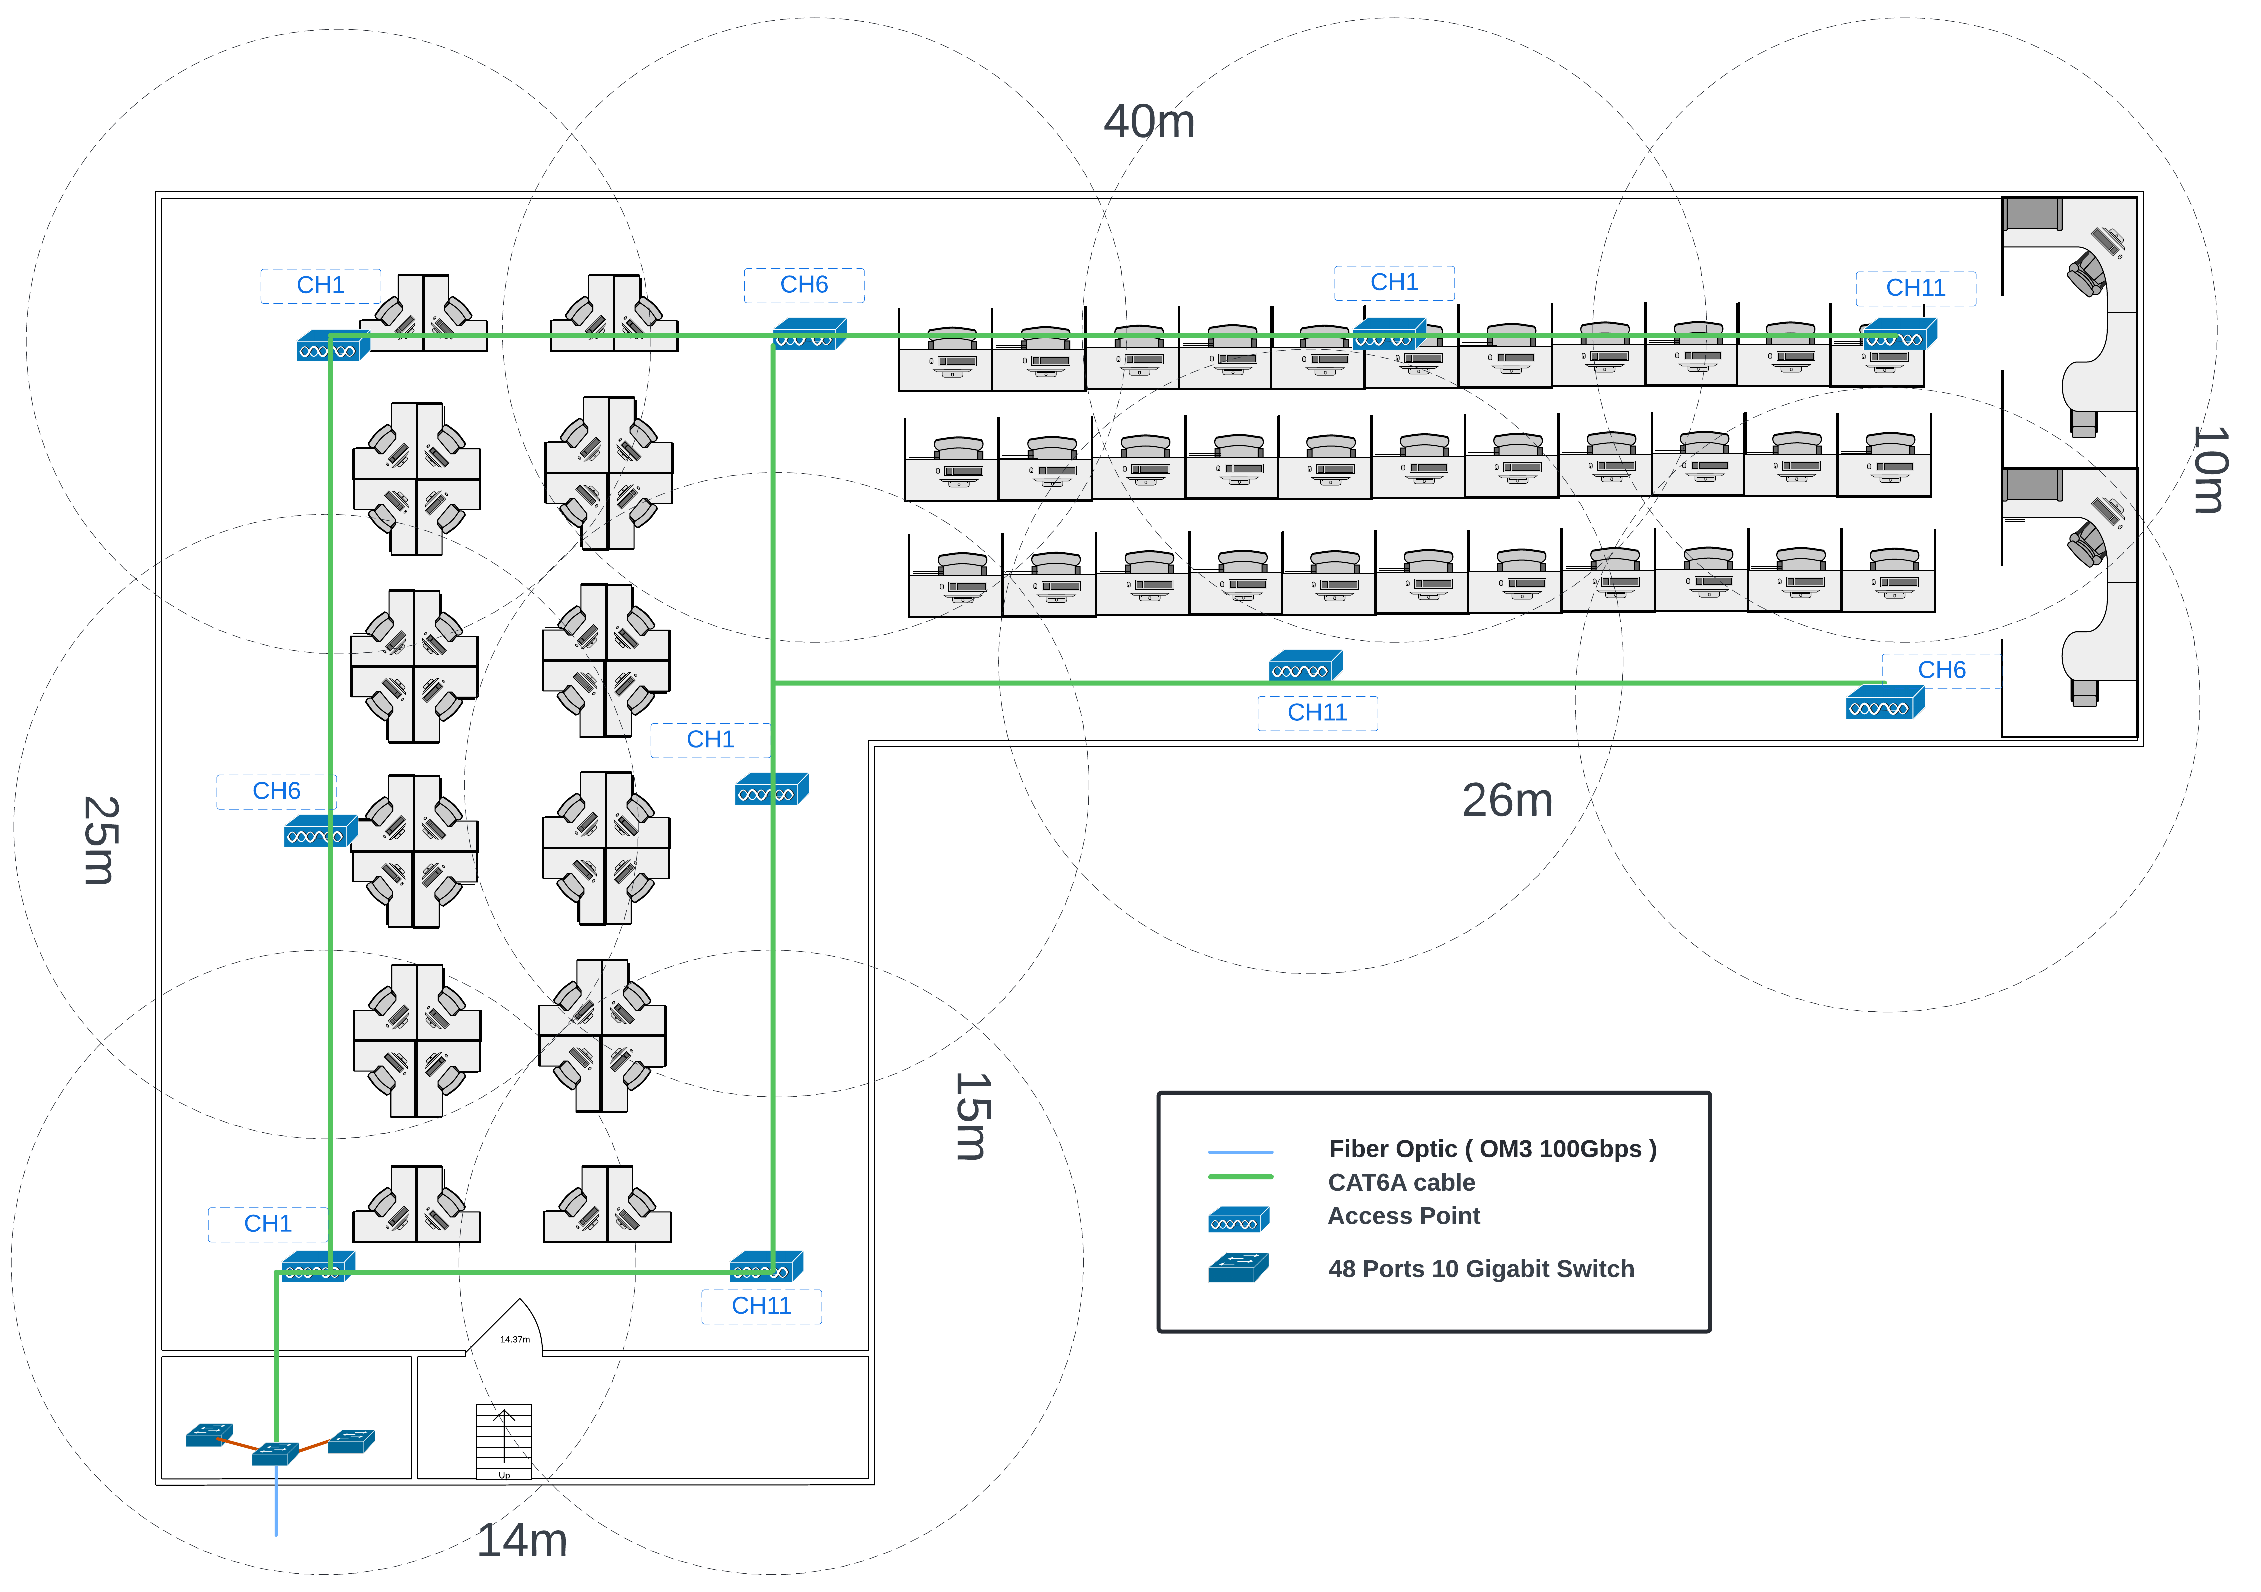 40m
CH1
CH6
CH1
CH11
10m
CH6
CH11
CH1
CH6
26m
25m
15m
Fiber Optic ( OM3 100Gbps )
CAT6A cable
Access Point
48 Ports 10 Gigabit Switch
CH1
CH11
14.37m
Up
14m